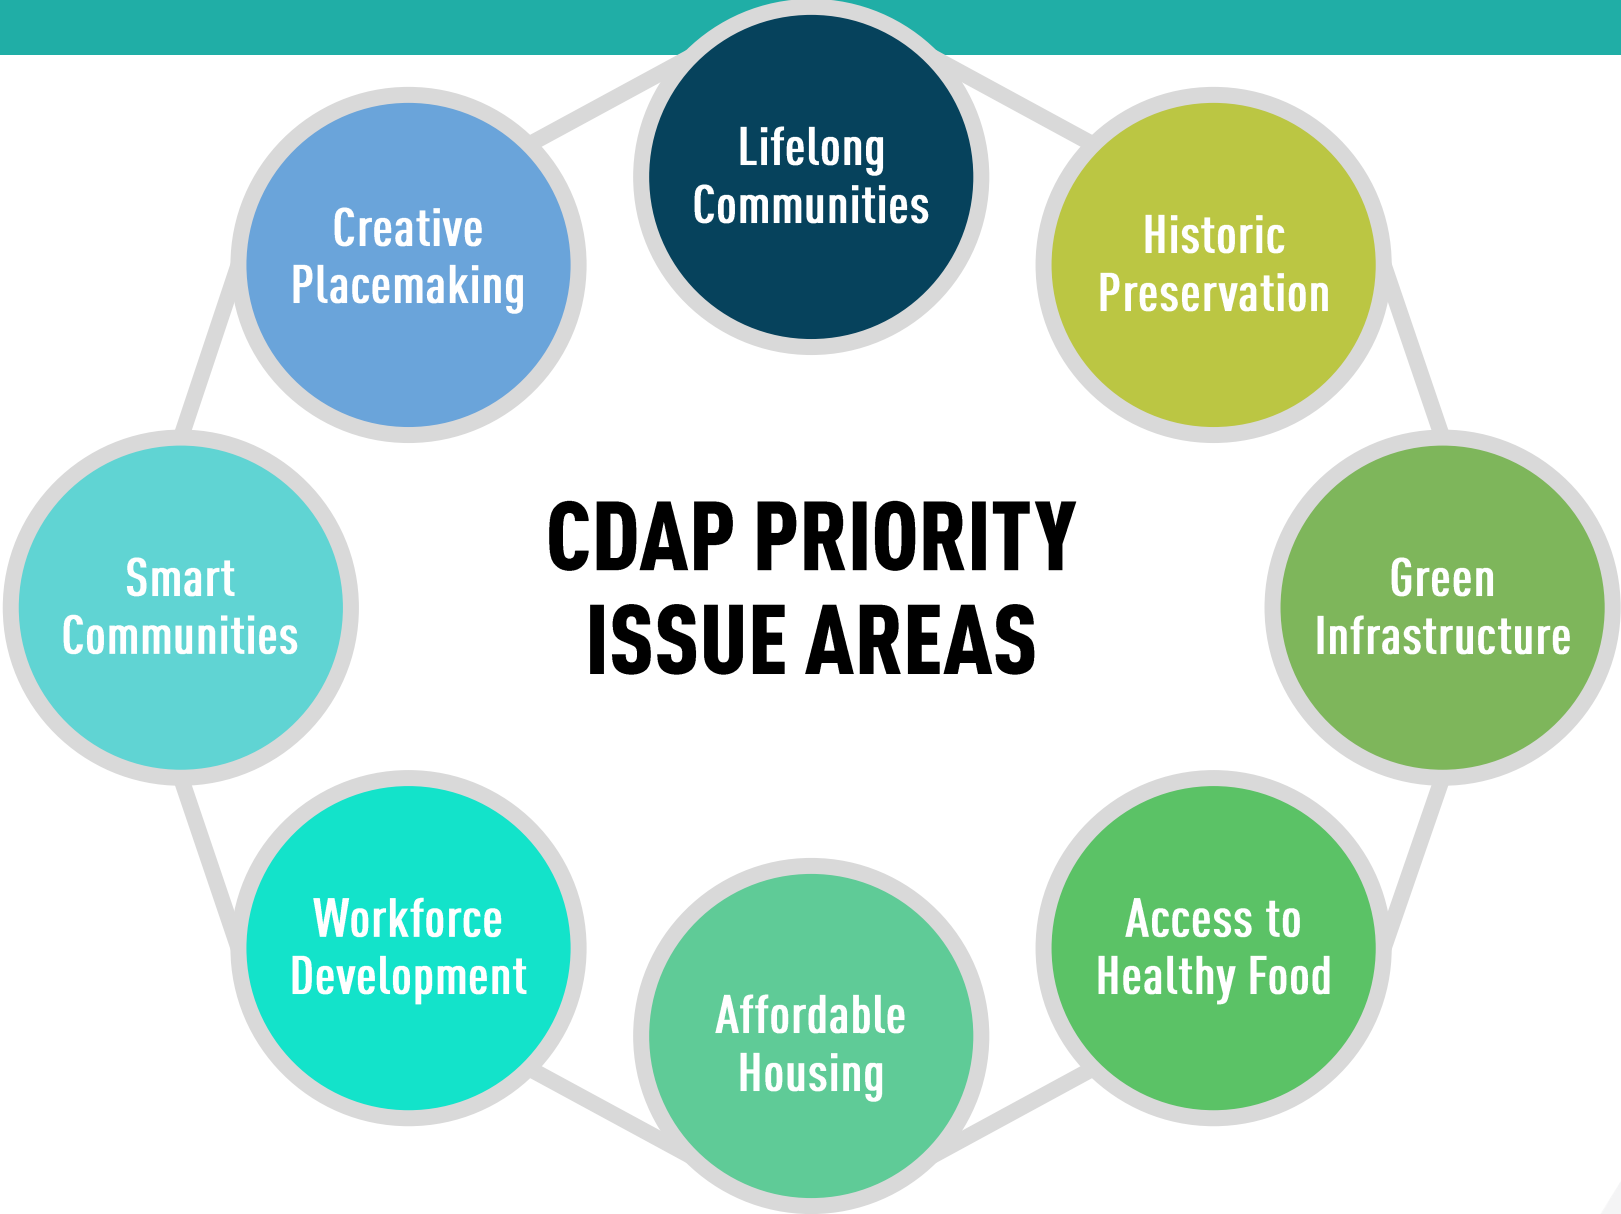 Lifelong
Communities
Creative
Placemaking
Historic
Preservation
CDAP PRIORITY
ISSUE AREAS
Smart
Communities
Green
Infrastructure
Workforce
Development
Access to
Healthy Food
Affordable
Housing